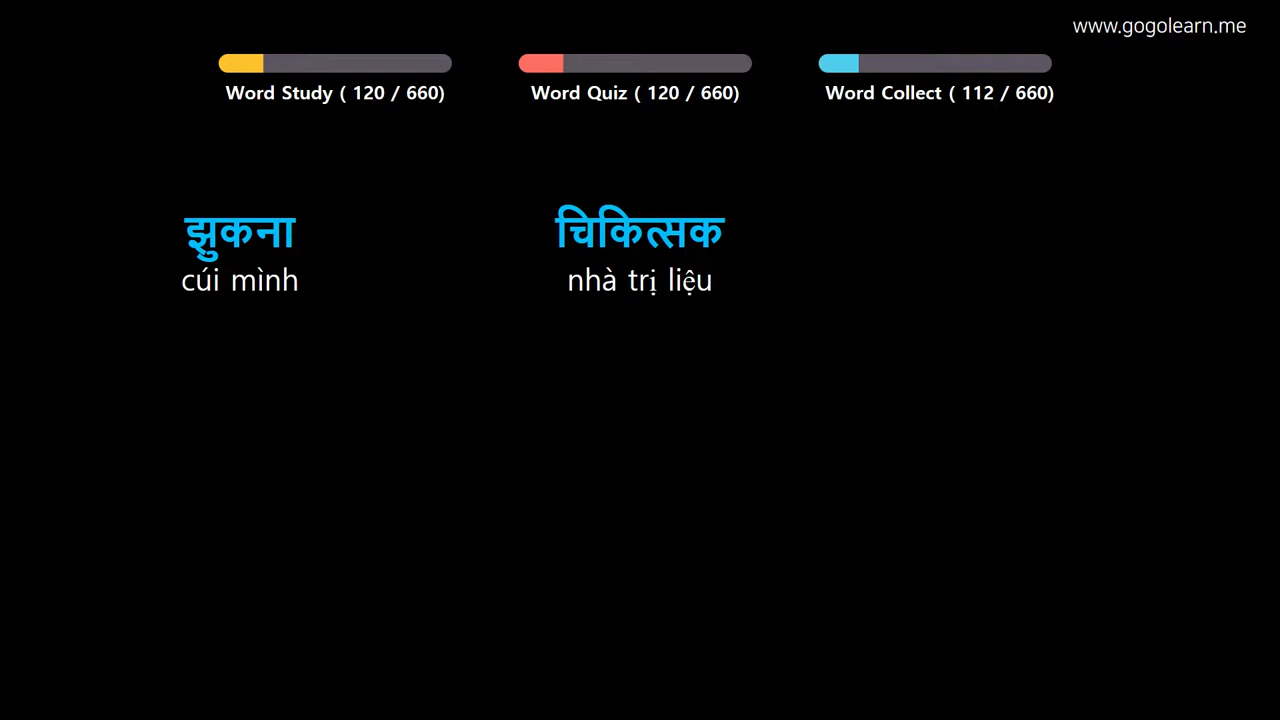 www.gogolearn.me
Word Study ( 120 / 660)
Word Quiz ( 120 / 660)
Word Collect ( 112 / 660)
झुकना
cúi mình
चिकित्सक
nhà trị liệu